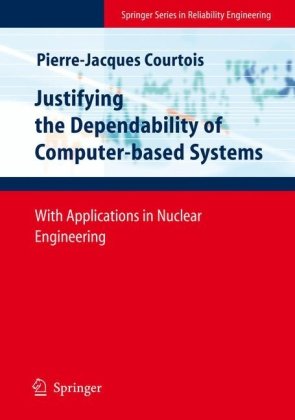 Springer Series in Reliability Engineering
Pierre-Jacques Courtois
Justifying
the Dependability of
Computer-based Systems
With Applications in Nuclear
Engineering
Springer